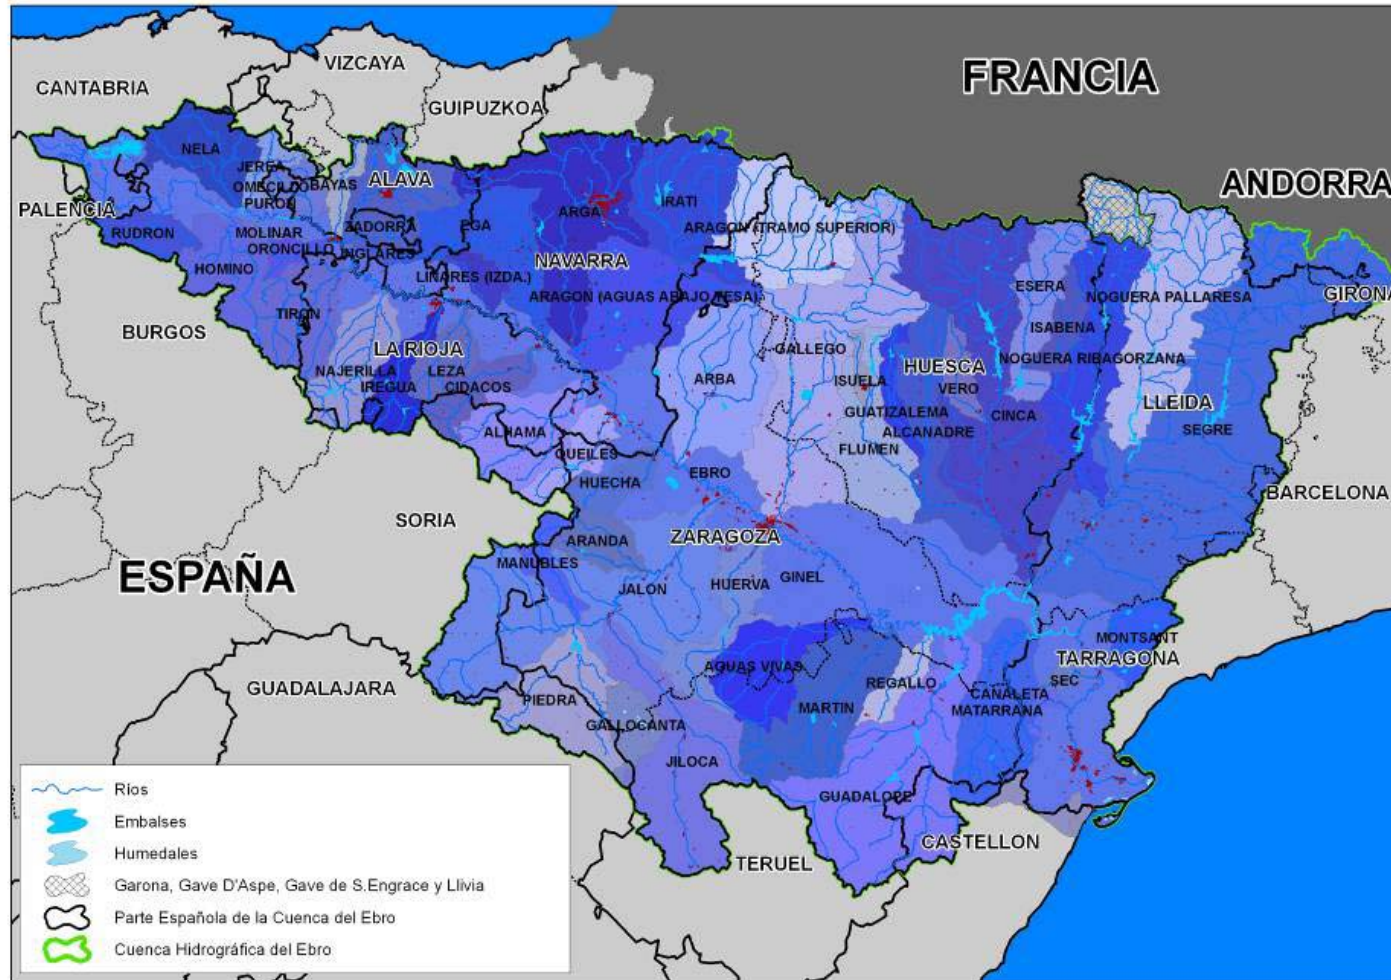 FRANCIA
VIZCAYA
CANTABRIA
GUIPUZKOA
NELA
JEREA
OMECILLO
BAYAS
ALAVA
ANDORRA
PURON
PALENCIA
ARGA
IRATI
RUDRON
MOLINAR
ZADORRA
EGA
ARAGON (TRAMO SUPERIOR)
ORONCILLO
INGLARES
NAVARRA
HOMINO
LINARES (IZDA.)
ARAGON (AGUAS ABAJO YESA)
ESERA
NOGUERA PALLARESA
GIRONA
TIRON
BURGOS
ISABENA
LA RIOJA
GALLEGO
NOGUERA RIBAGORZANA
NAJERILLA
LEZA
HUESCA
IREGUA
CIDACOS
ARBA
ISUELA
VERO
LLEIDA
GUATIZALEMA
CINCA
ALHAMA
ALCANADRE
SEGRE
QUEILES
FLUMEN
EBRO
HUECHA
BARCELONA
SORIA
ZARAGOZA
ARANDA
MANUBLES
ESPAÑA
JALON
HUERVA
GINEL
MONTSANT
TARRAGONA
AGUAS VIVAS
GUADALAJARA
REGALLO
SEC
PIEDRA
CANALETA
MARTIN
MATARRANA
GALLOCANTA
JILOCA
GUADALOPE
CASTELLON
TERUEL
Ríos
Embalses
Humedales
Garona, Gave D'Aspe, Gave de S.Engrace y Llivia
Parte Española de la Cuenca del Ebro
Cuenca Hidrográfica del Ebro